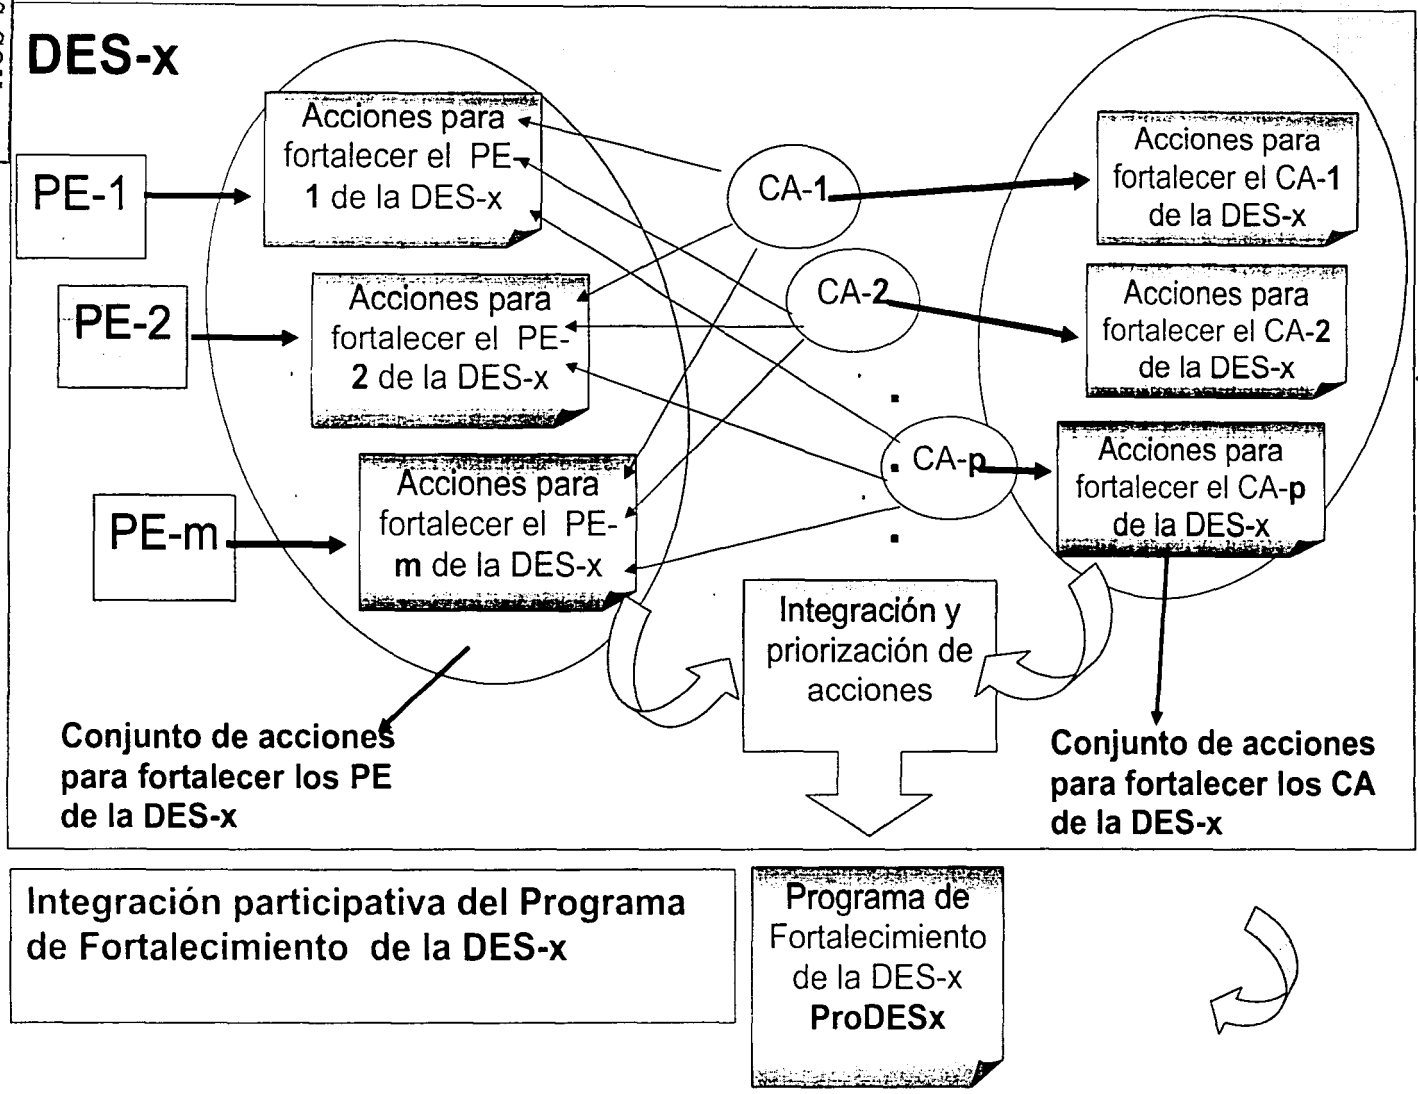 DES-x
PE-1
Acciones para
fortalecer el PE-
1 de la DES-x
PE-2
Acciones para
fortalecer el PE-
2 de la DES-x
PE-m
Acciones para
fortalecer el PE-
m de la DES-x
CA-1
CA-2
CA-p
Acciones para
fortalecer el CA-1
de la DES-x
Acciones para
fortalecer el CA-2
de la DES-x
Acciones para
fortalecer el CA-p
de la DES-x
Integración y
priorización de
acciones
Conjunto de acciones
para fortalecer los PE
de la DES-x
Conjunto de acciones
para fortalecer los CA
de la DES-x
Integración participativa del Programa
de Fortalecimiento de la DES-x
Programa de
Fortalecimiento
de la DES-x
ProDESx